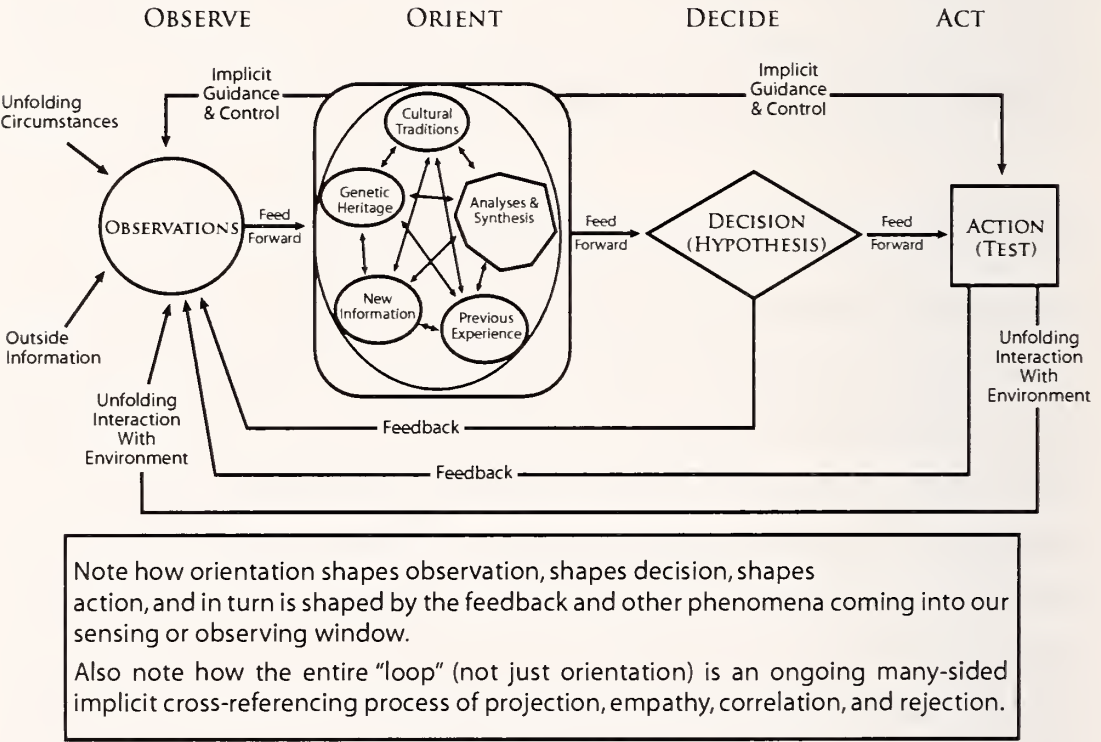 OBSERVE
ORIENT
DECIDE
ACT
Implicit
Guidance
& Control
Implicit
Guidance
& Control
Unfolding
Circumstances
Cultural
Traditions
Genetic
Heritage
Analyses &
Synthesis
OBSERVATIONS
Feed
Forward
Feed
Forward
DECISION
(HYPOTHESIS)
Feed
Forward
ACTION
(TEST)
New
Information
Previous
Experience
Outside
Information
Unfolding
Interaction
With
Environment
Unfolding
Interaction
With
Environment
Feedback
Feedback
Note how orientation shapes observation, shapes decision, shapes
action, and in turn is shaped by the feedback and other phenomena coming into our
sensing or observing window.
Also note how the entire "loop" (not just orientation) is an ongoing many-sided
implicit cross-referencing process of projection, empathy, correlation, and rejection.